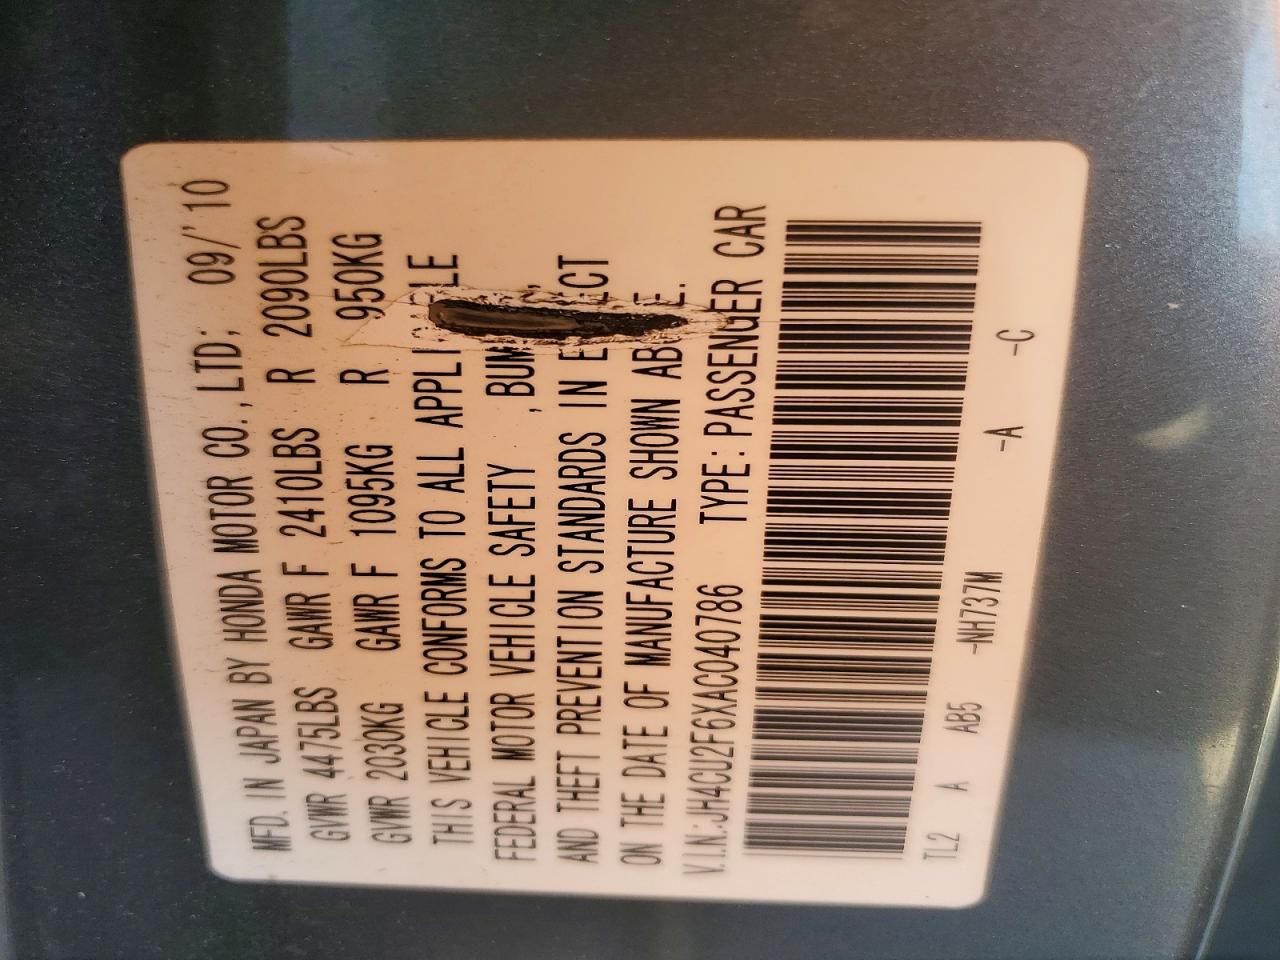 MFD. IN JAPAN BY HONDA MOTOR CO., LTD; 09/'10
GVWR 4475LBS GAWR F 2410LBS R 2090LBS
GVWR 2030KG GAWR F 1095KG R 950KG
THIS VEHICLE CONFORMS TO ALL APPLI LE
FEDERAL MOTOR VEHICLE SAFETY , BUM
AND THEFT PREVENTION STANDARDS IN E ECT
ON THE DATE OF MANUFACTURE SHOWN AB E.
V.I.N.:JH4CU2F6XAC040786 TYPE:PASSENGER CAR
TL2 A AB5 -NH737M -A -C